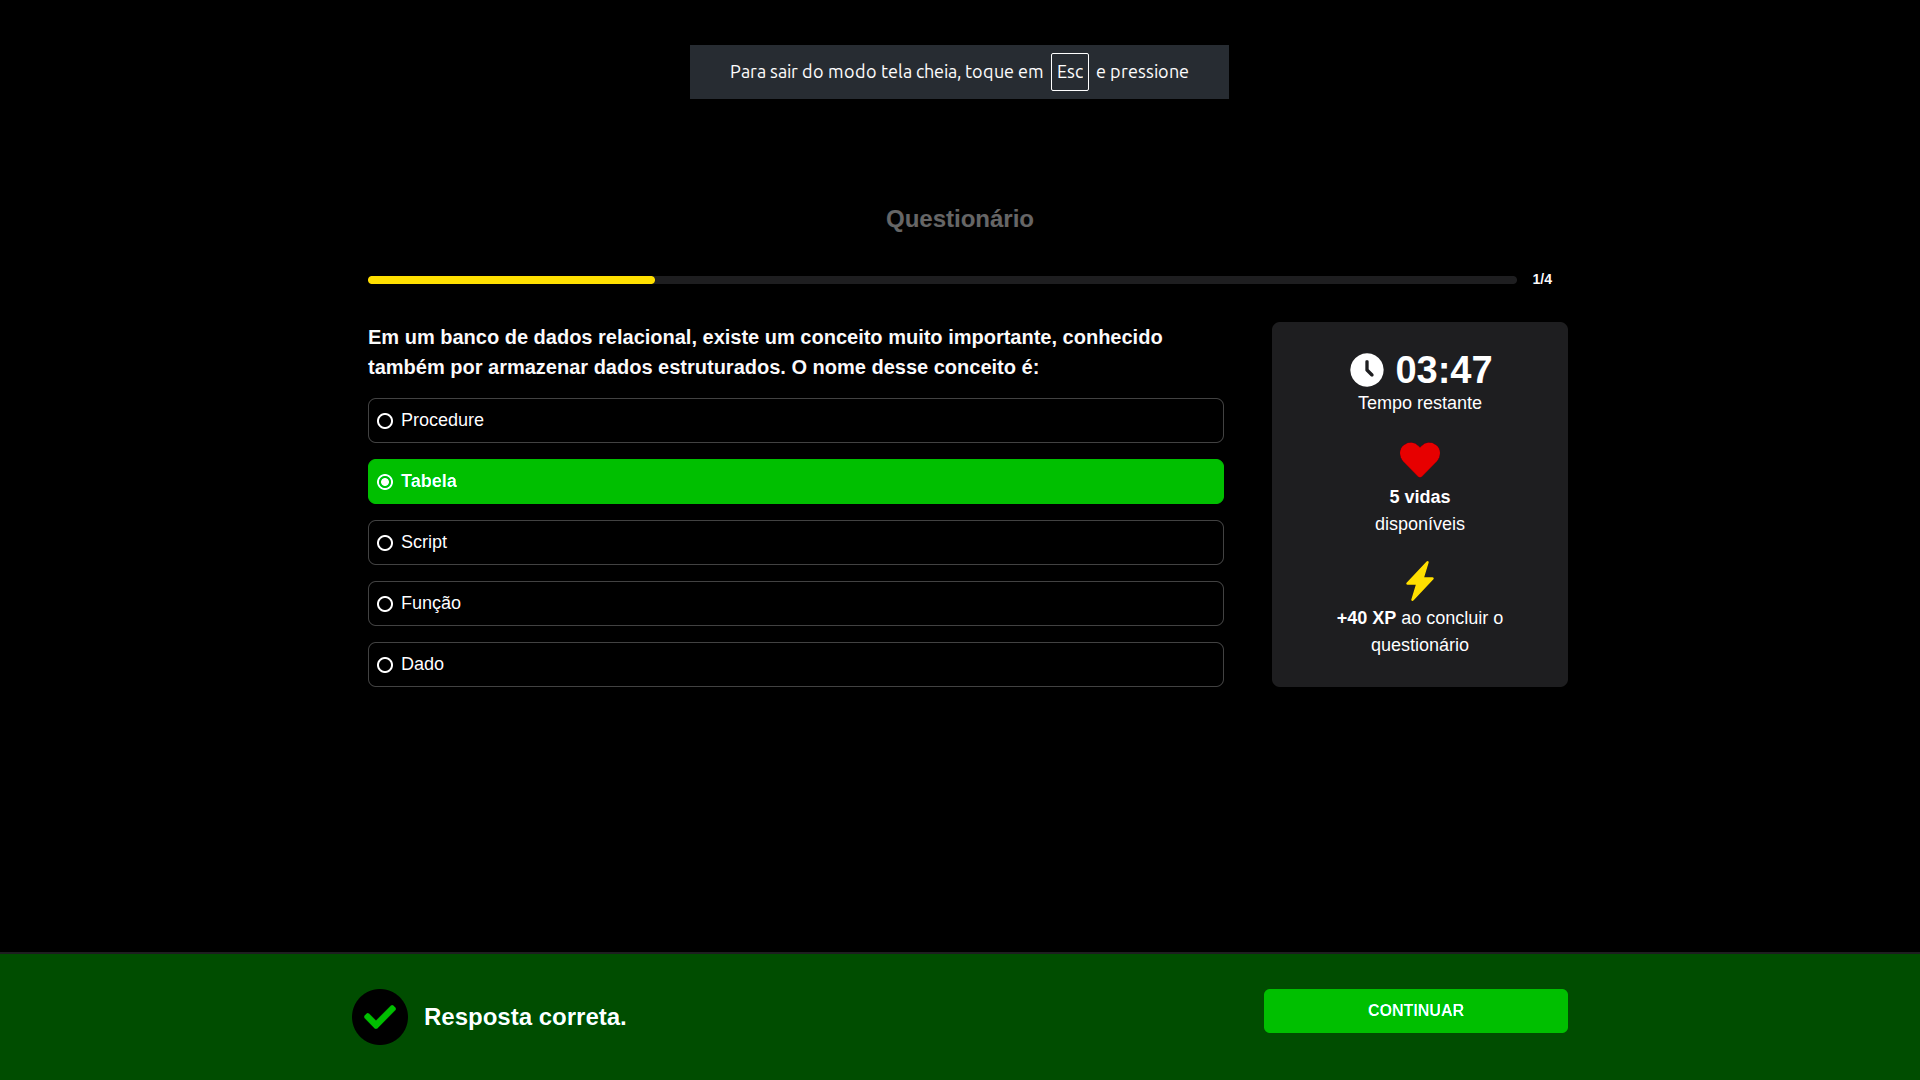 Para sair do modo tela cheia, toque em Esc e pressione
Questionário
1/4
Em um banco de dados relacional, existe um conceito muito importante, conhecido
também por armazenar dados estruturados. O nome desse conceito é:
Procedure
Tabela
Script
Função
Dado
03:47
Tempo restante
5 vidas
disponíveis
+40 XP ao concluir o
questionário
Resposta correta.
CONTINUAR